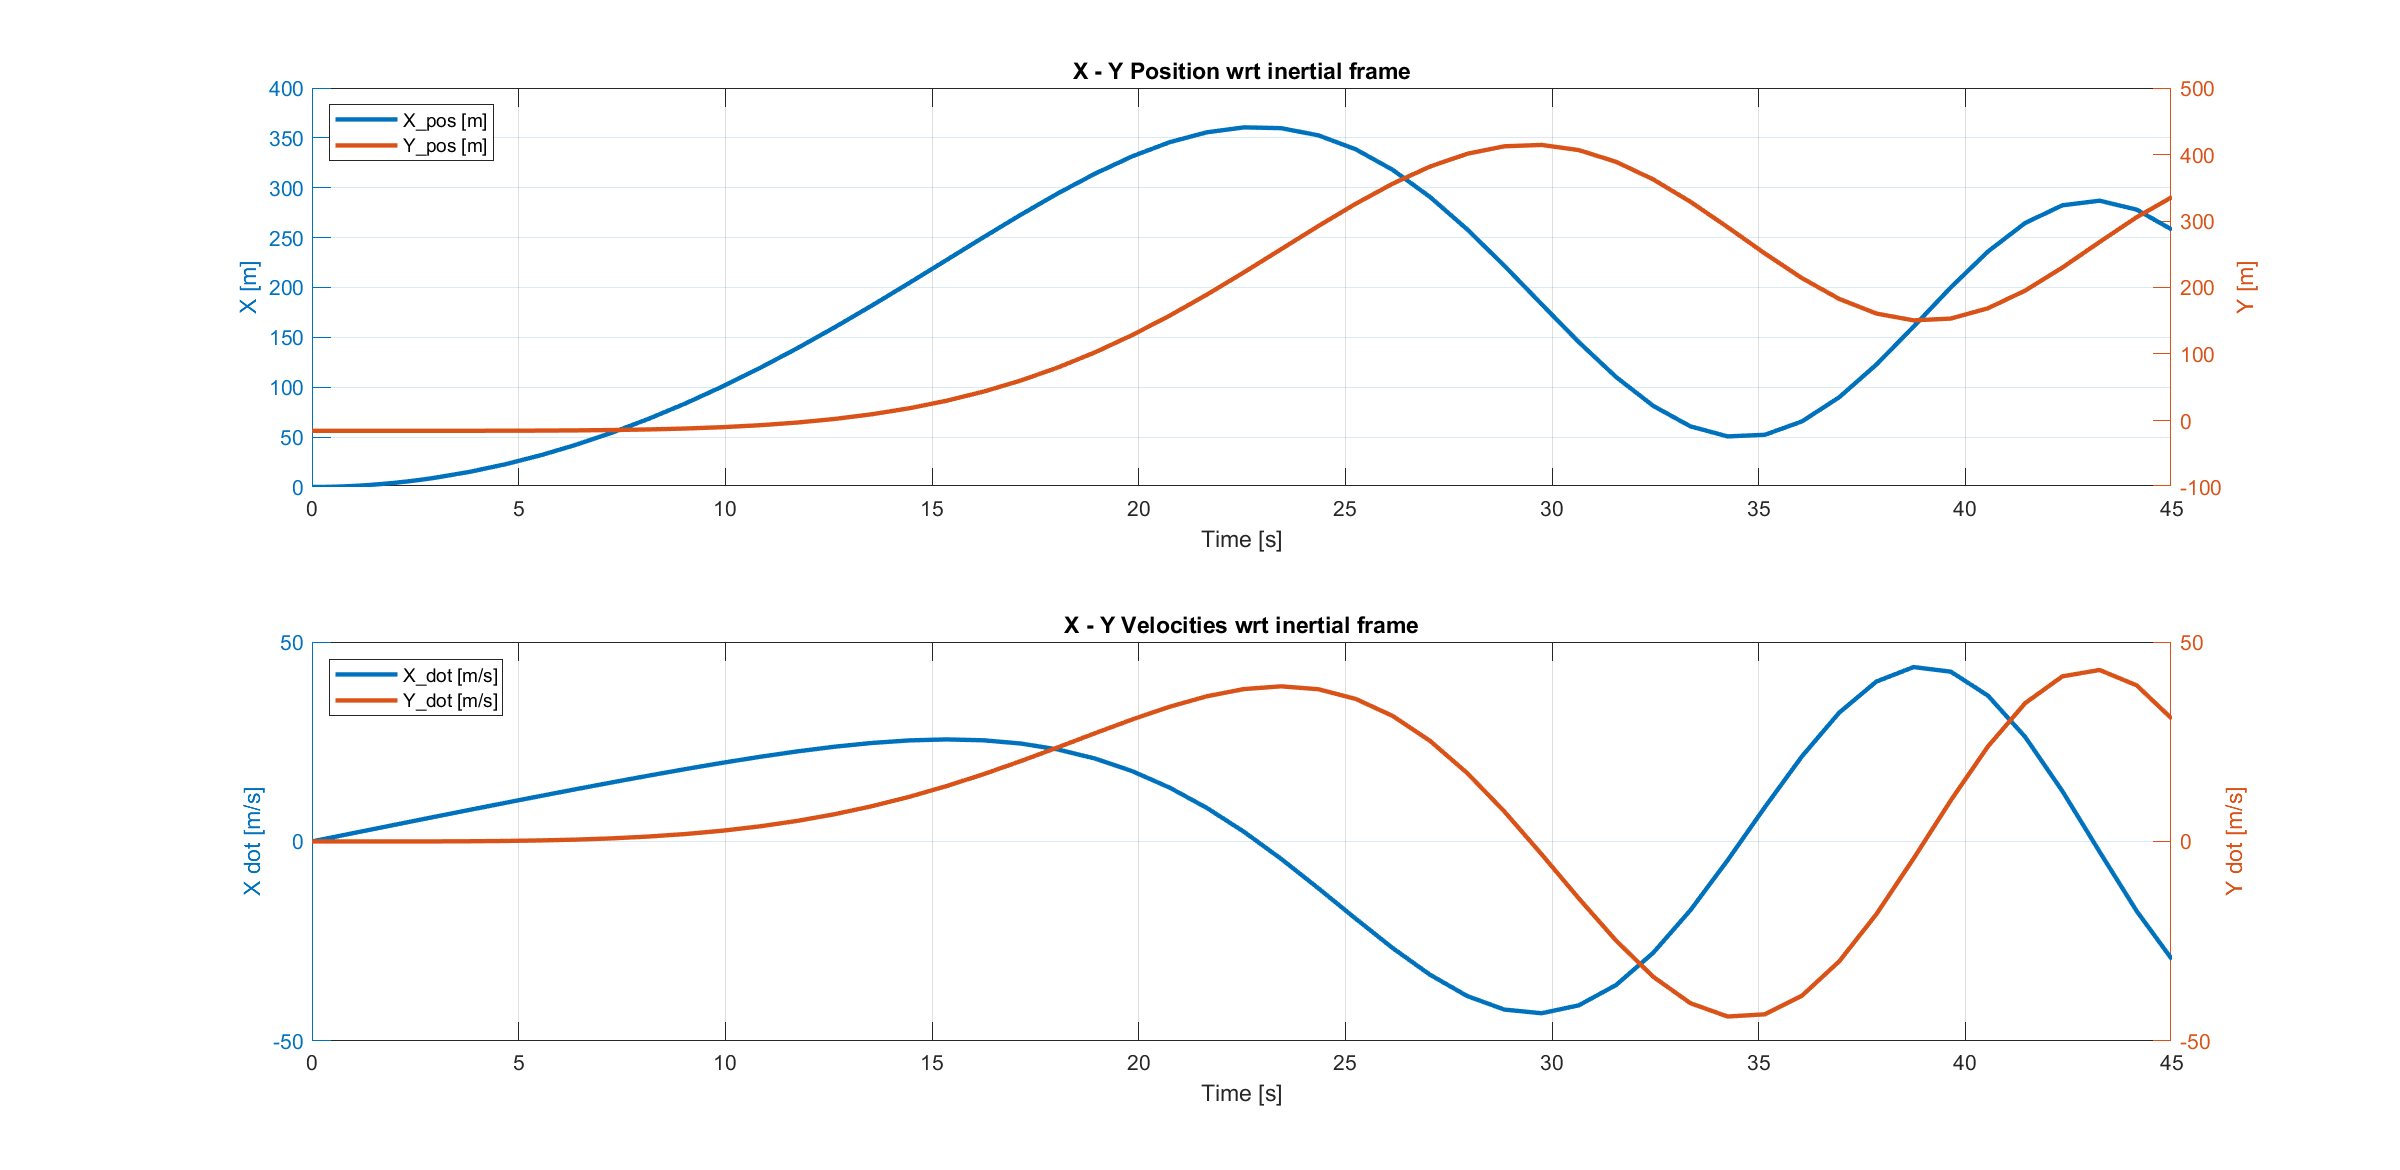 X - Y Position wrt inertial frame
400
350
300
250
200
150
100
50
0
X [m]
X_pos [m]
Y_pos [m]
500
400
300
200
100
0
-100
Y [m]
0 5 10 15 20 25 30 35 40 45
Time [s]
X - Y Velocities wrt inertial frame
50
0
-50
X dot [m/s]
X_dot [m/s]
Y_dot [m/s]
50
0
-50
Y dot [m/s]
0 5 10 15 20 25 30 35 40 45
Time [s]